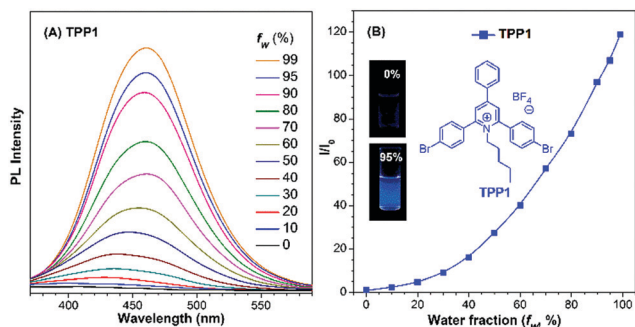 (A) TPP1
f_w (%)
99
95
90
80
70
60
50
40
30
20
10
0
PL Intensity
400 450 500 550
Wavelength (nm)
(B)
TPP1
0%
95%
BF4
⊖
Br
N
+
Br
TPP1
120
100
80
60
40
20
0
I/I0
0 20 40 60 80 100
Water fraction (fw, %)